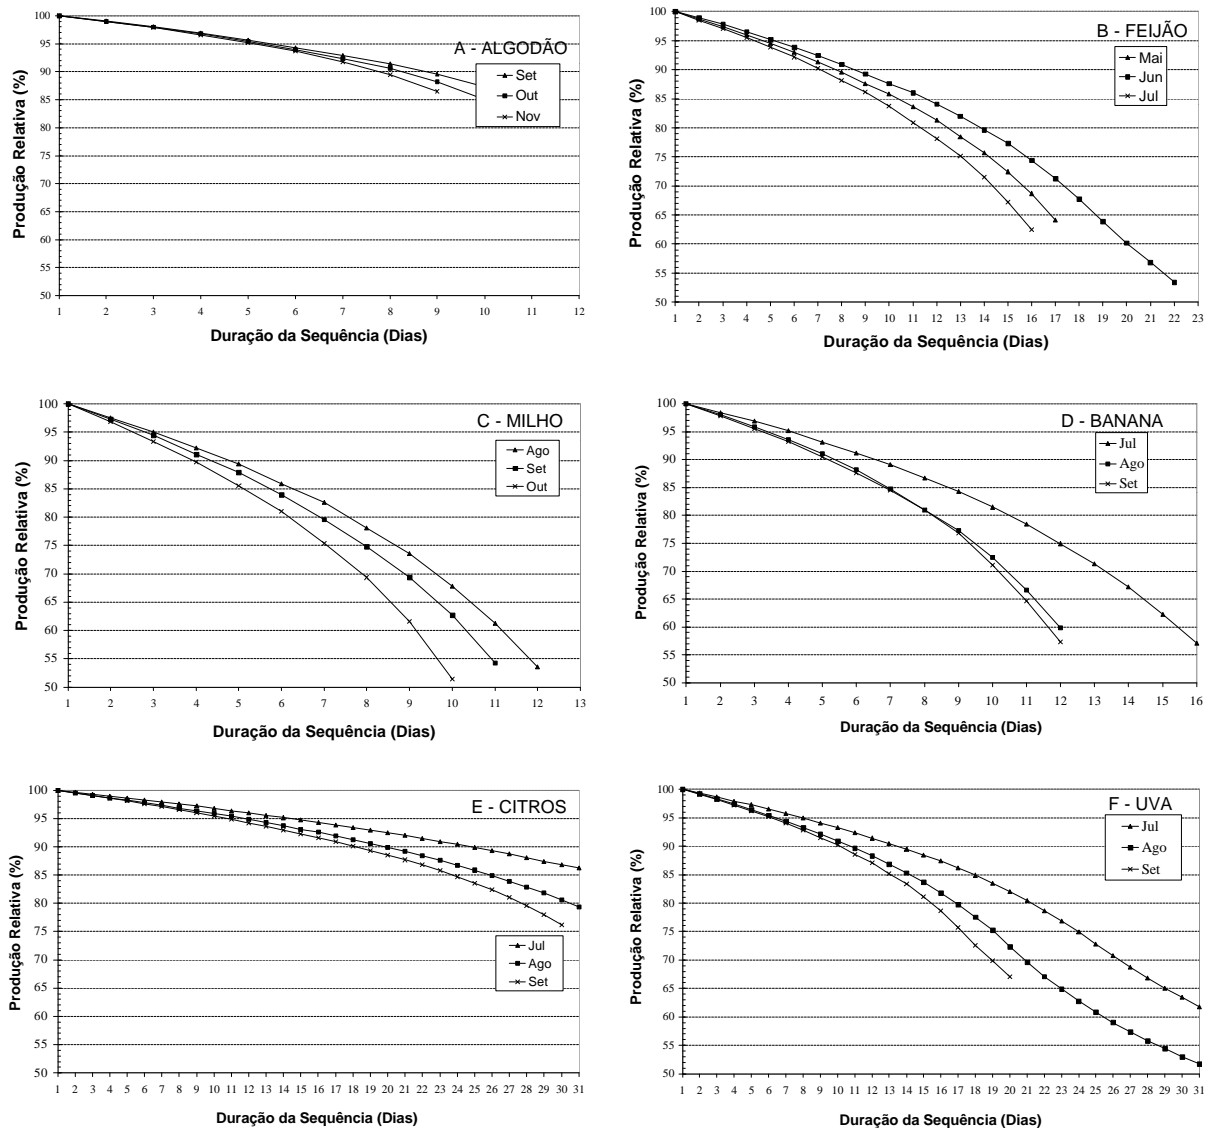 A - ALGODÃO
Set
Out
Nov
Produção Relativa (%)
100
95
90
85
80
75
70
65
60
55
50
1 2 3 4 5 6 7 8 9 10 11 12
Duração da Sequência (Dias)
B - FEIJÃO
Mai
Jun
Jul
Produção Relativa (%)
100
95
90
85
80
75
70
65
60
55
50
1 2 3 4 5 6 7 8 9 10 11 12 13 14 15 16 17 18 19 20 21 22 23
Duração da Sequência (Dias)
C - MILHO
Ago
Set
Out
Produção Relativa (%)
100
95
90
85
80
75
70
65
60
55
50
1 2 3 4 5 6 7 8 9 10 11 12 13
Duração da Sequência (Dias)
D - BANANA
Jul
Ago
Set
Produção Relativa (%)
100
95
90
85
80
75
70
65
60
55
50
1 2 3 4 5 6 7 8 9 10 11 12 13 14 15 16
Duração da Sequência (Dias)
E - CITROS
Jul
Ago
Set
Produção Relativa (%)
100
95
90
85
80
75
70
65
60
55
50
1 2 3 4 5 6 7 8 9 10 11 12 13 14 15 16 17 18 19 20 21 22 23 24 25 26 27 28 29 30 31
Duração da Sequência (Dias)
F - UVA
Jul
Ago
Set
Produção Relativa (%)
100
95
90
85
80
75
70
65
60
55
50
1 2 3 4 5 6 7 8 9 10 11 12 13 14 15 16 17 18 19 20 21 22 23 24 25 26 27 28 29 30 31
Duração da Sequência (Dias)